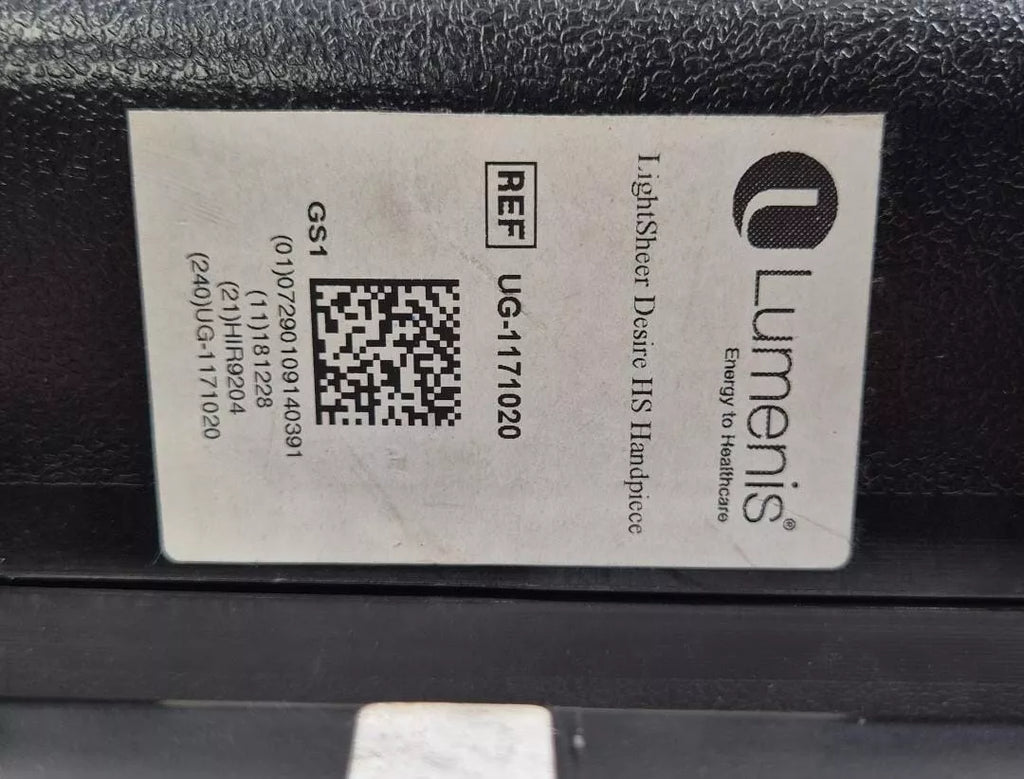 Lumenis®
Energy to Healthcare
LightSheer Desire HS Handpiece
REF UG-1171020
GS1
(01)07290109140391
(11)181228
(21)HIR9204
(240)UG-1171020